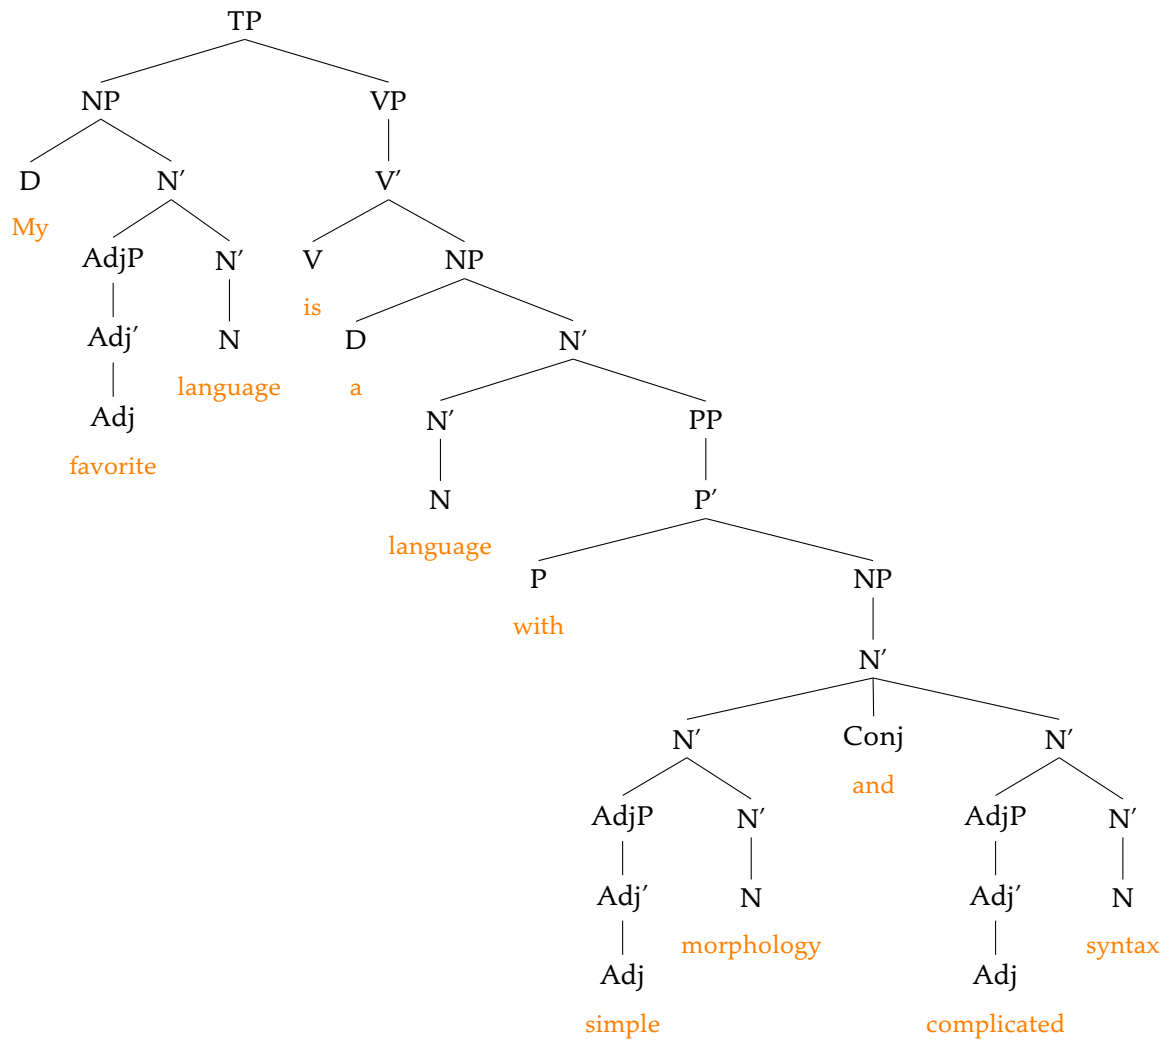 TP
NP VP
D N′ V′
My
AdjP N′ V NP
is
Adj′ N D N′
language a
Adj N′ PP
favorite
N P′
language
P NP
with
N′
N′ Conj N′
and
AdjP N′ AdjP N′
Adj′ N Adj′ N
morphology syntax
Adj Adj
simple complicated